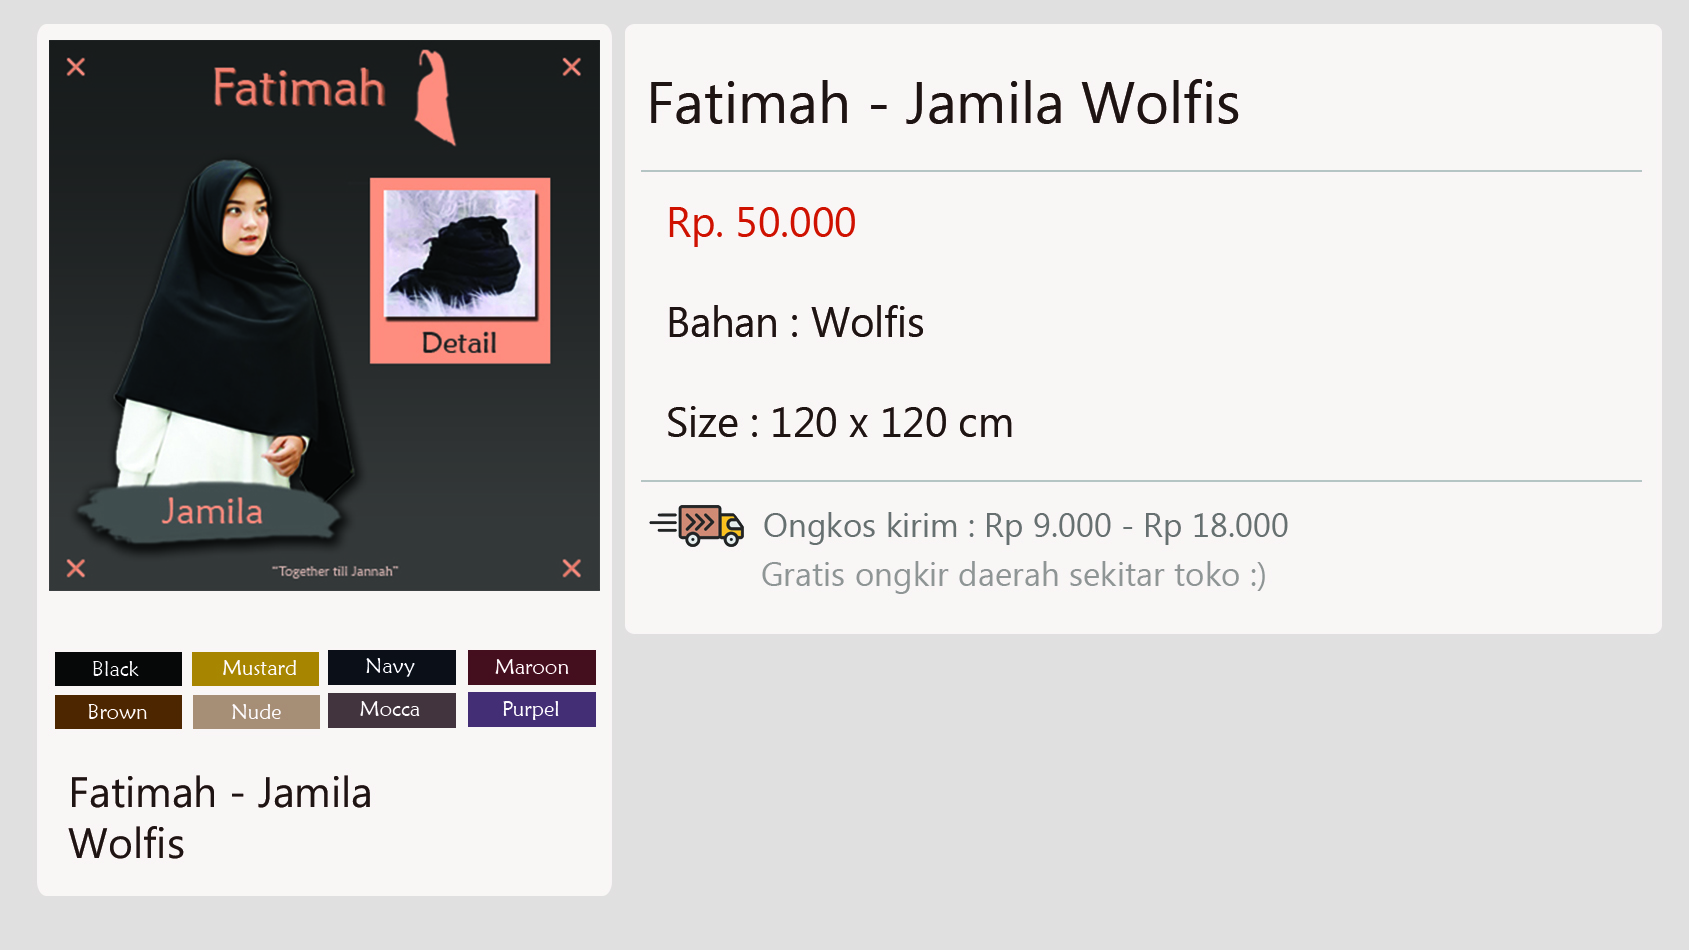 Fatimah
Detail
Jamila
"Together till Jannah"
Black
Mustard
Navy
Maroon
Brown
Nude
Mocca
Purpel
Fatimah - Jamila
Wolfis
Fatimah - Jamila Wolfis
Rp. 50.000
Bahan : Wolfis
Size : 120 x 120 cm
Ongkos kirim : Rp 9.000 - Rp 18.000
Gratis ongkir daerah sekitar toko :)